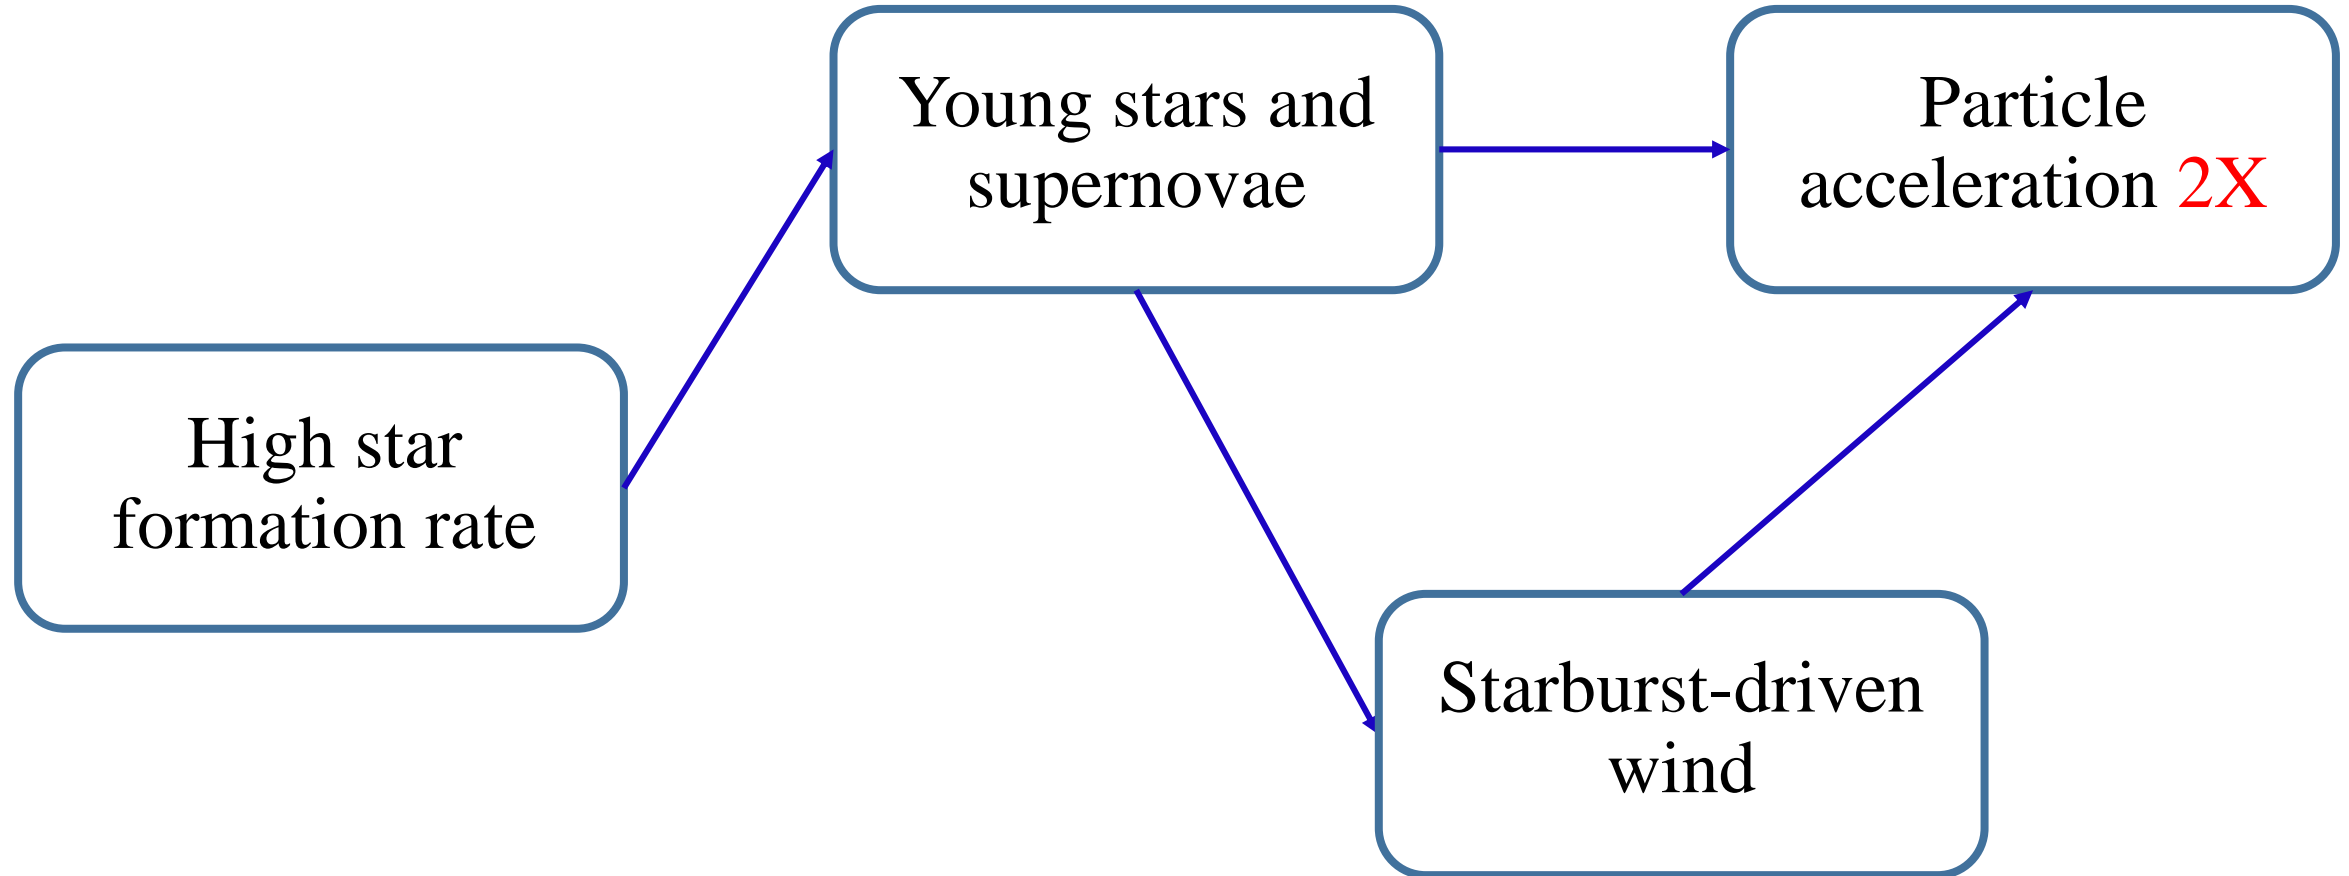 High star
formation rate
Young stars and
supernovae
Particle
acceleration 2X
Starburst-driven
wind